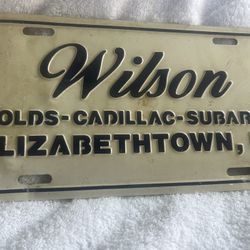 Wilson
OLDS-CADILLAC-SUBAR
LIZABETHTOWN,